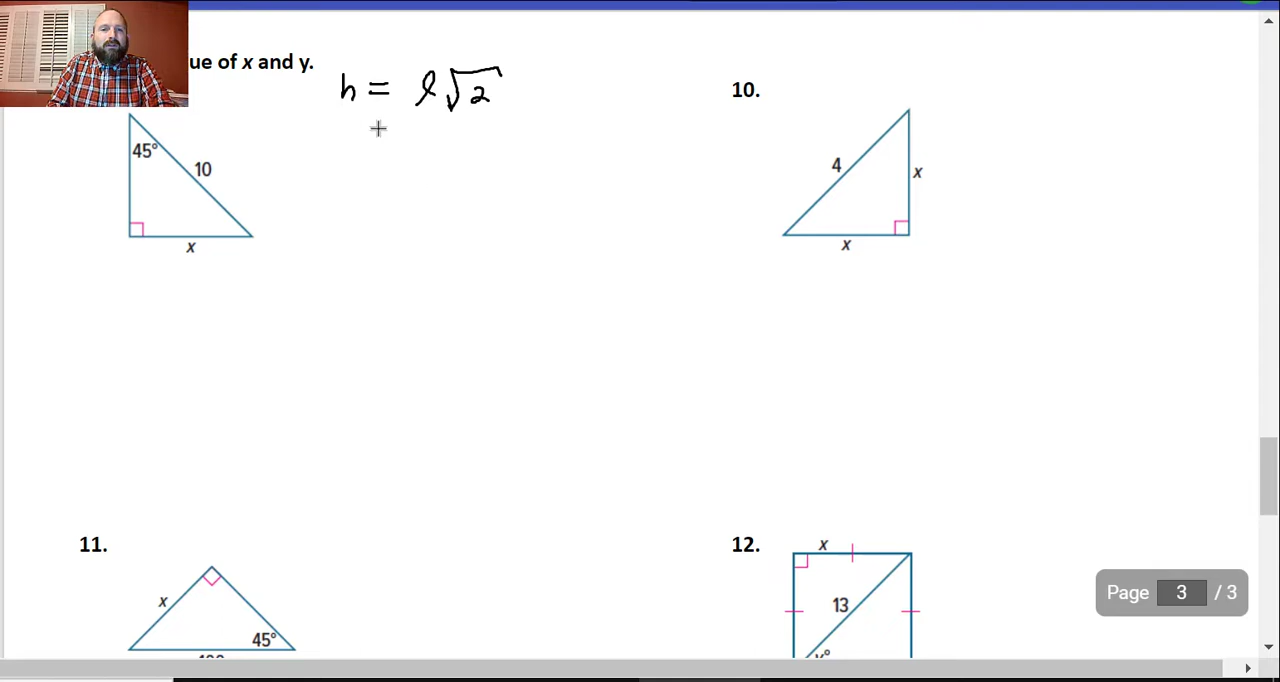 ue of x and y.
h = l√2
45°
10
x
10.
4
x
x
11.
x
45°
12.
x
13
Page 3 / 3